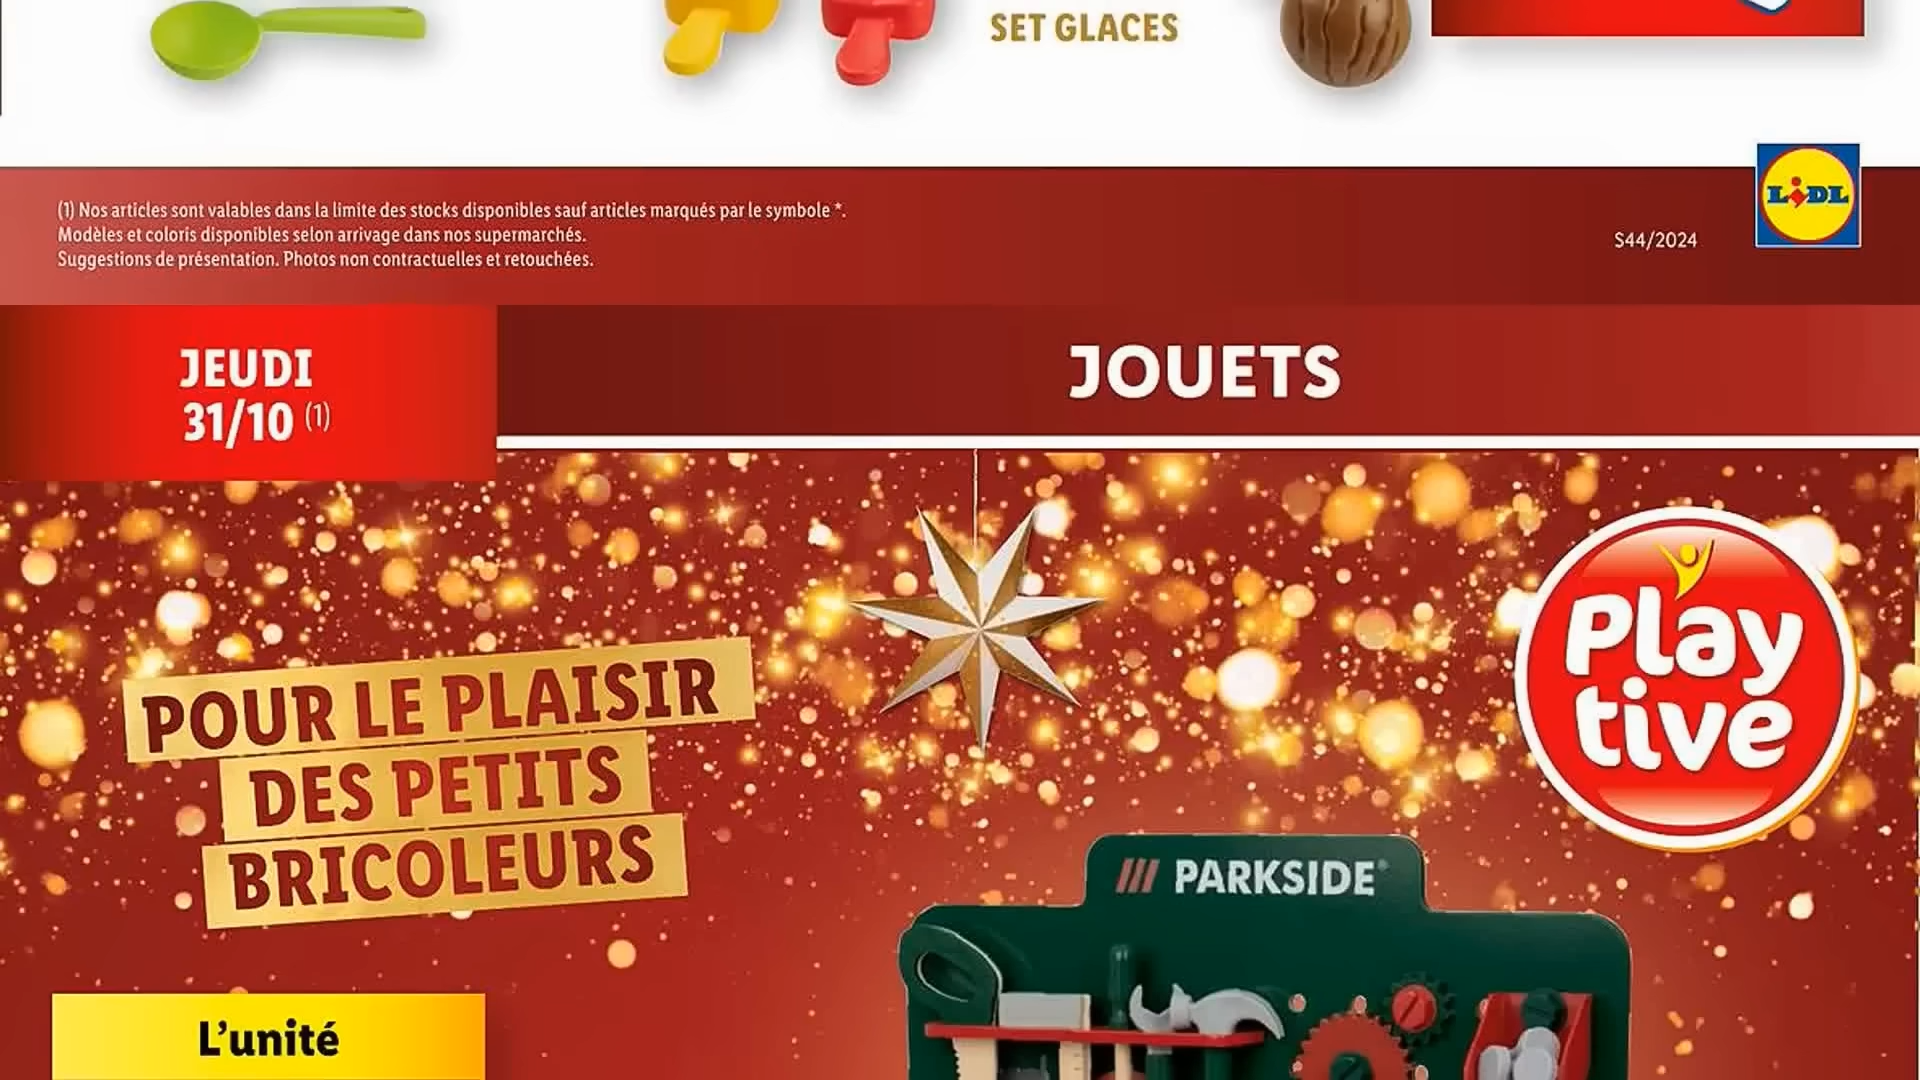 SET GLACES
(1) Nos articles sont valables dans la limite des stocks disponibles sauf articles marqués par le symbole *.
Modèles et coloris disponibles selon arrivage dans nos supermarchés.
Suggestions de présentation. Photos non contractuelles et retouchées.
S44/2024
LiDL
JEUDI
31/10 (1)
JOUETS
POUR LE PLAISIR
DES PETITS
BRICOLEURS
Play
tive
/// PARKSIDE®
L'unité